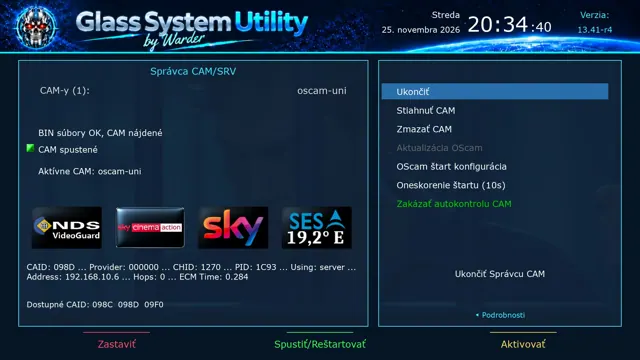 Glass System Utility
by Warder
Streda
25. novembra 2026
20:34:40
Verzia:
13.41-r4
Správca CAM/SRV
CAM-y (1):
oscam-uni
BIN súbory OK, CAM nájdené
CAM spustené
Aktívne CAM: oscam-uni
NDS
VideoGuard
sky cinema action
sky
SES
19,2° E
CAID: 098D ... Provider: 000000 ... CHID: 1270 ... PID: 1C93 ... Using: server ...
Address: 192.168.10.6 ... Hops: 0 ... ECM Time: 0.284
Dostupné CAID: 098C 098D 09F0
Ukončiť
Stiahnuť CAM
Zmazať CAM
Aktualizácia OScam
OScam štart konfigurácia
Oneskorenie štartu (10s)
Zakázať autokontrolu CAM
Ukončiť Správcu CAM
Podrobnosti
Zastaviť
Spustiť/Reštartovať
Aktivovať